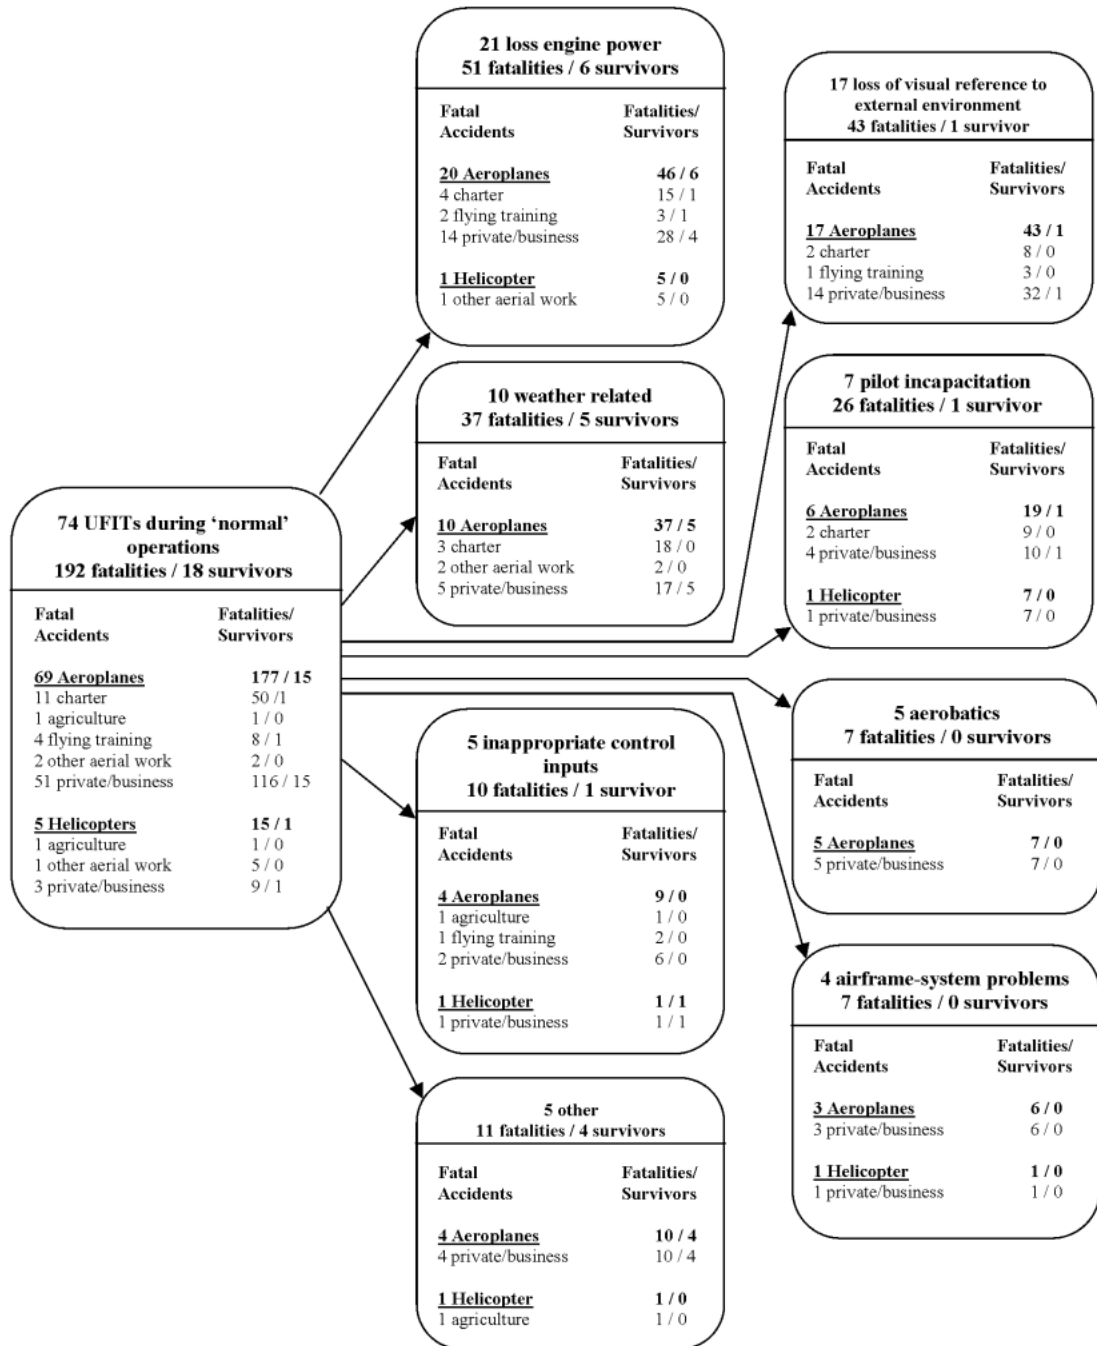 21 loss engine power
51 fatalities / 6 survivors
Fatal Fatalities/
Accidents Survivors
20 Aeroplanes 46 / 6
4 charter 15 / 1
2 flying training 3 / 1
14 private/business 28 / 4
1 Helicopter 5 / 0
1 other aerial work 5 / 0
17 loss of visual reference to
external environment
43 fatalities / 1 survivor
Fatal Fatalities/
Accidents Survivors
17 Aeroplanes 43 / 1
2 charter 8 / 0
1 flying training 3 / 0
14 private/business 32 / 1
10 weather related
37 fatalities / 5 survivors
Fatal Fatalities/
Accidents Survivors
10 Aeroplanes 37 / 5
3 charter 18 / 0
2 other aerial work 2 / 0
5 private/business 17 / 5
7 pilot incapacitation
26 fatalities / 1 survivor
Fatal Fatalities/
Accidents Survivors
6 Aeroplanes 19 / 1
2 charter 9 / 0
4 private/business 10 / 1
1 Helicopter 7 / 0
1 private/business 7 / 0
74 UFITs during ‘normal’
operations
192 fatalities / 18 survivors
Fatal Fatalities/
Accidents Survivors
69 Aeroplanes 177 / 15
11 charter 50 /1
1 agriculture 1 / 0
4 flying training 8 / 1
2 other aerial work 2 / 0
51 private/business 116 / 15
5 Helicopters 15 / 1
1 agriculture 1 / 0
1 other aerial work 5 / 0
3 private/business 9 / 1
5 inappropriate control
inputs
10 fatalities / 1 survivor
Fatal Fatalities/
Accidents Survivors
4 Aeroplanes 9 / 0
1 agriculture 1 / 0
1 flying training 2 / 0
2 private/business 6 / 0
1 Helicopter 1 / 1
1 private/business 1 / 1
5 aerobatics
7 fatalities / 0 survivors
Fatal Fatalities/
Accidents Survivors
5 Aeroplanes 7 / 0
5 private/business 7 / 0
4 airframe-system problems
7 fatalities / 0 survivors
Fatal Fatalities/
Accidents Survivors
3 Aeroplanes 6 / 0
3 private/business 6 / 0
1 Helicopter 1 / 0
1 private/business 1 / 0
5 other
11 fatalities / 4 survivors
Fatal Fatalities/
Accidents Survivors
4 Aeroplanes 10 / 4
4 private/business 10 / 4
1 Helicopter 1 / 0
1 agriculture 1 / 0